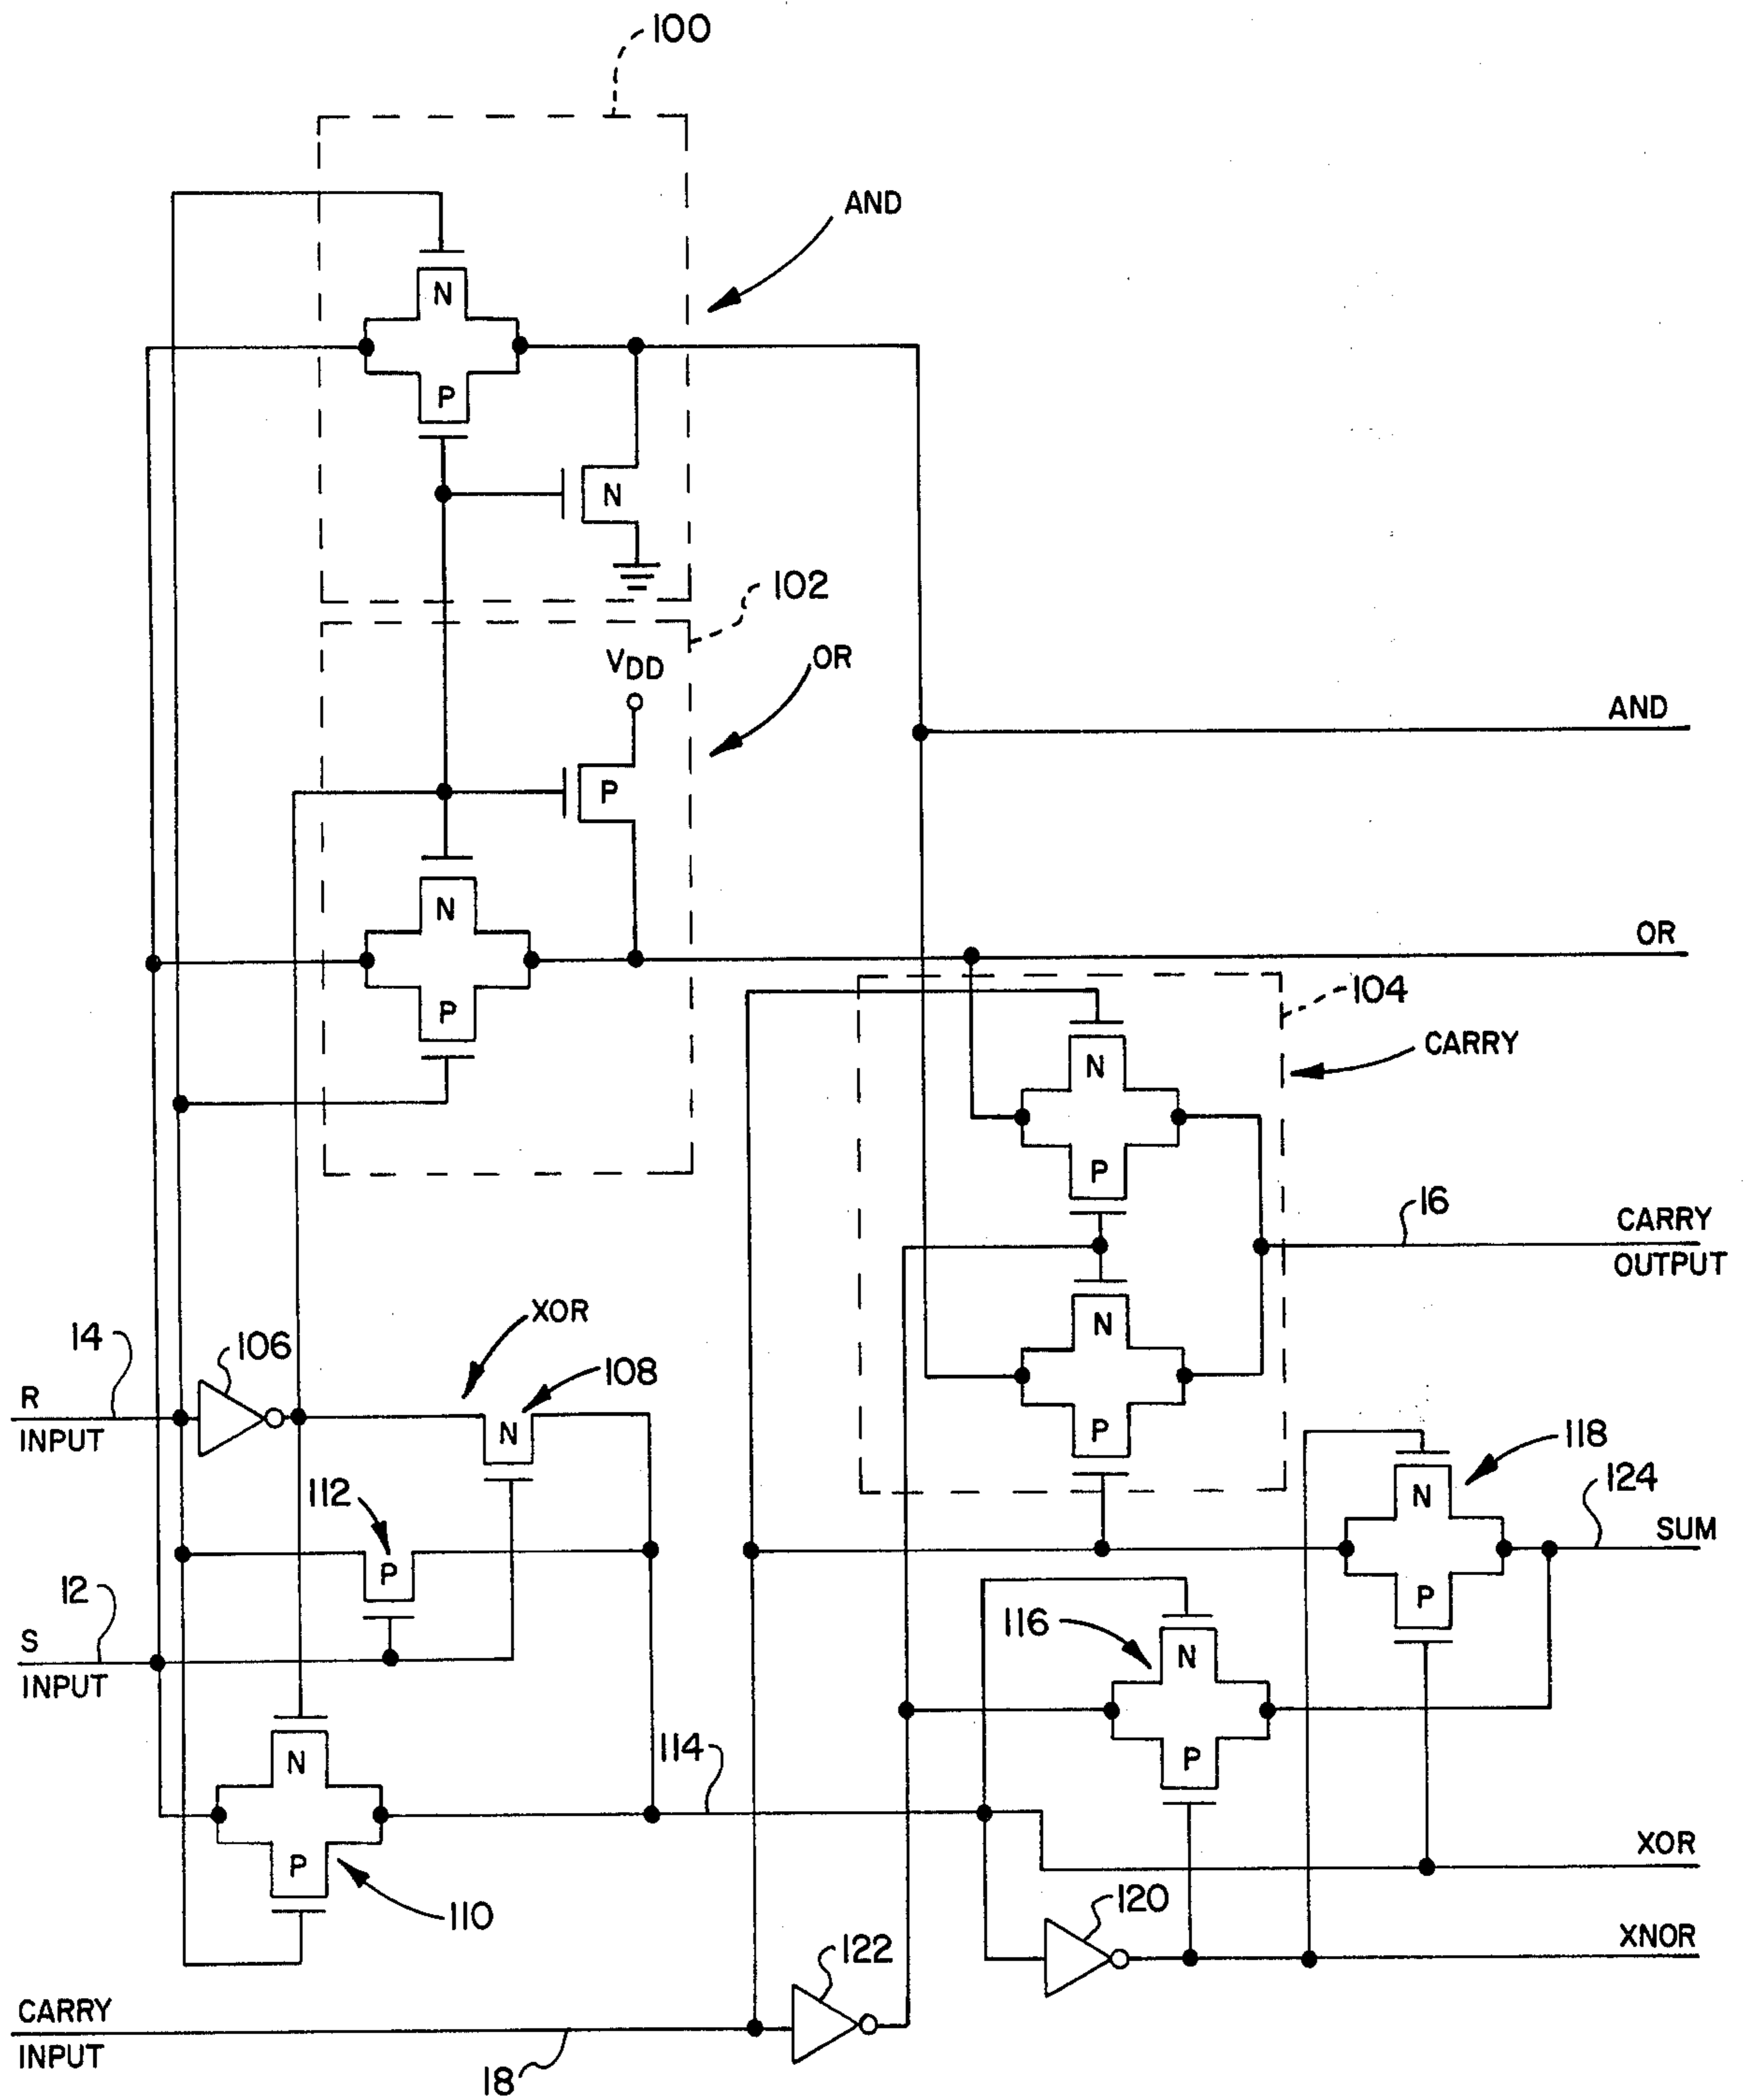 100
AND
N
P
N
102
VDD
OR
P
AND
N
OR
P
104
CARRY
N
P
16
CARRY
OUTPUT
N
XOR
14
106
108
R
INPUT
N
P
118
112
N
124
SUM
P
12
P
S
INPUT
116
N
N
114
P
P
XOR
110
120
XNOR
122
CARRY
INPUT
18